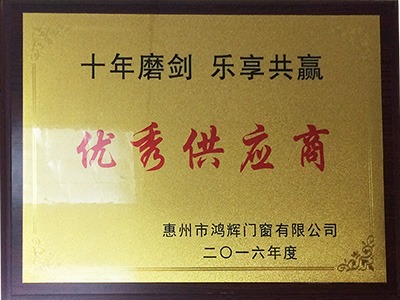 十年磨剑 乐享共赢
优秀供应商
惠州市鸿辉门窗有限公司
二〇一六年度